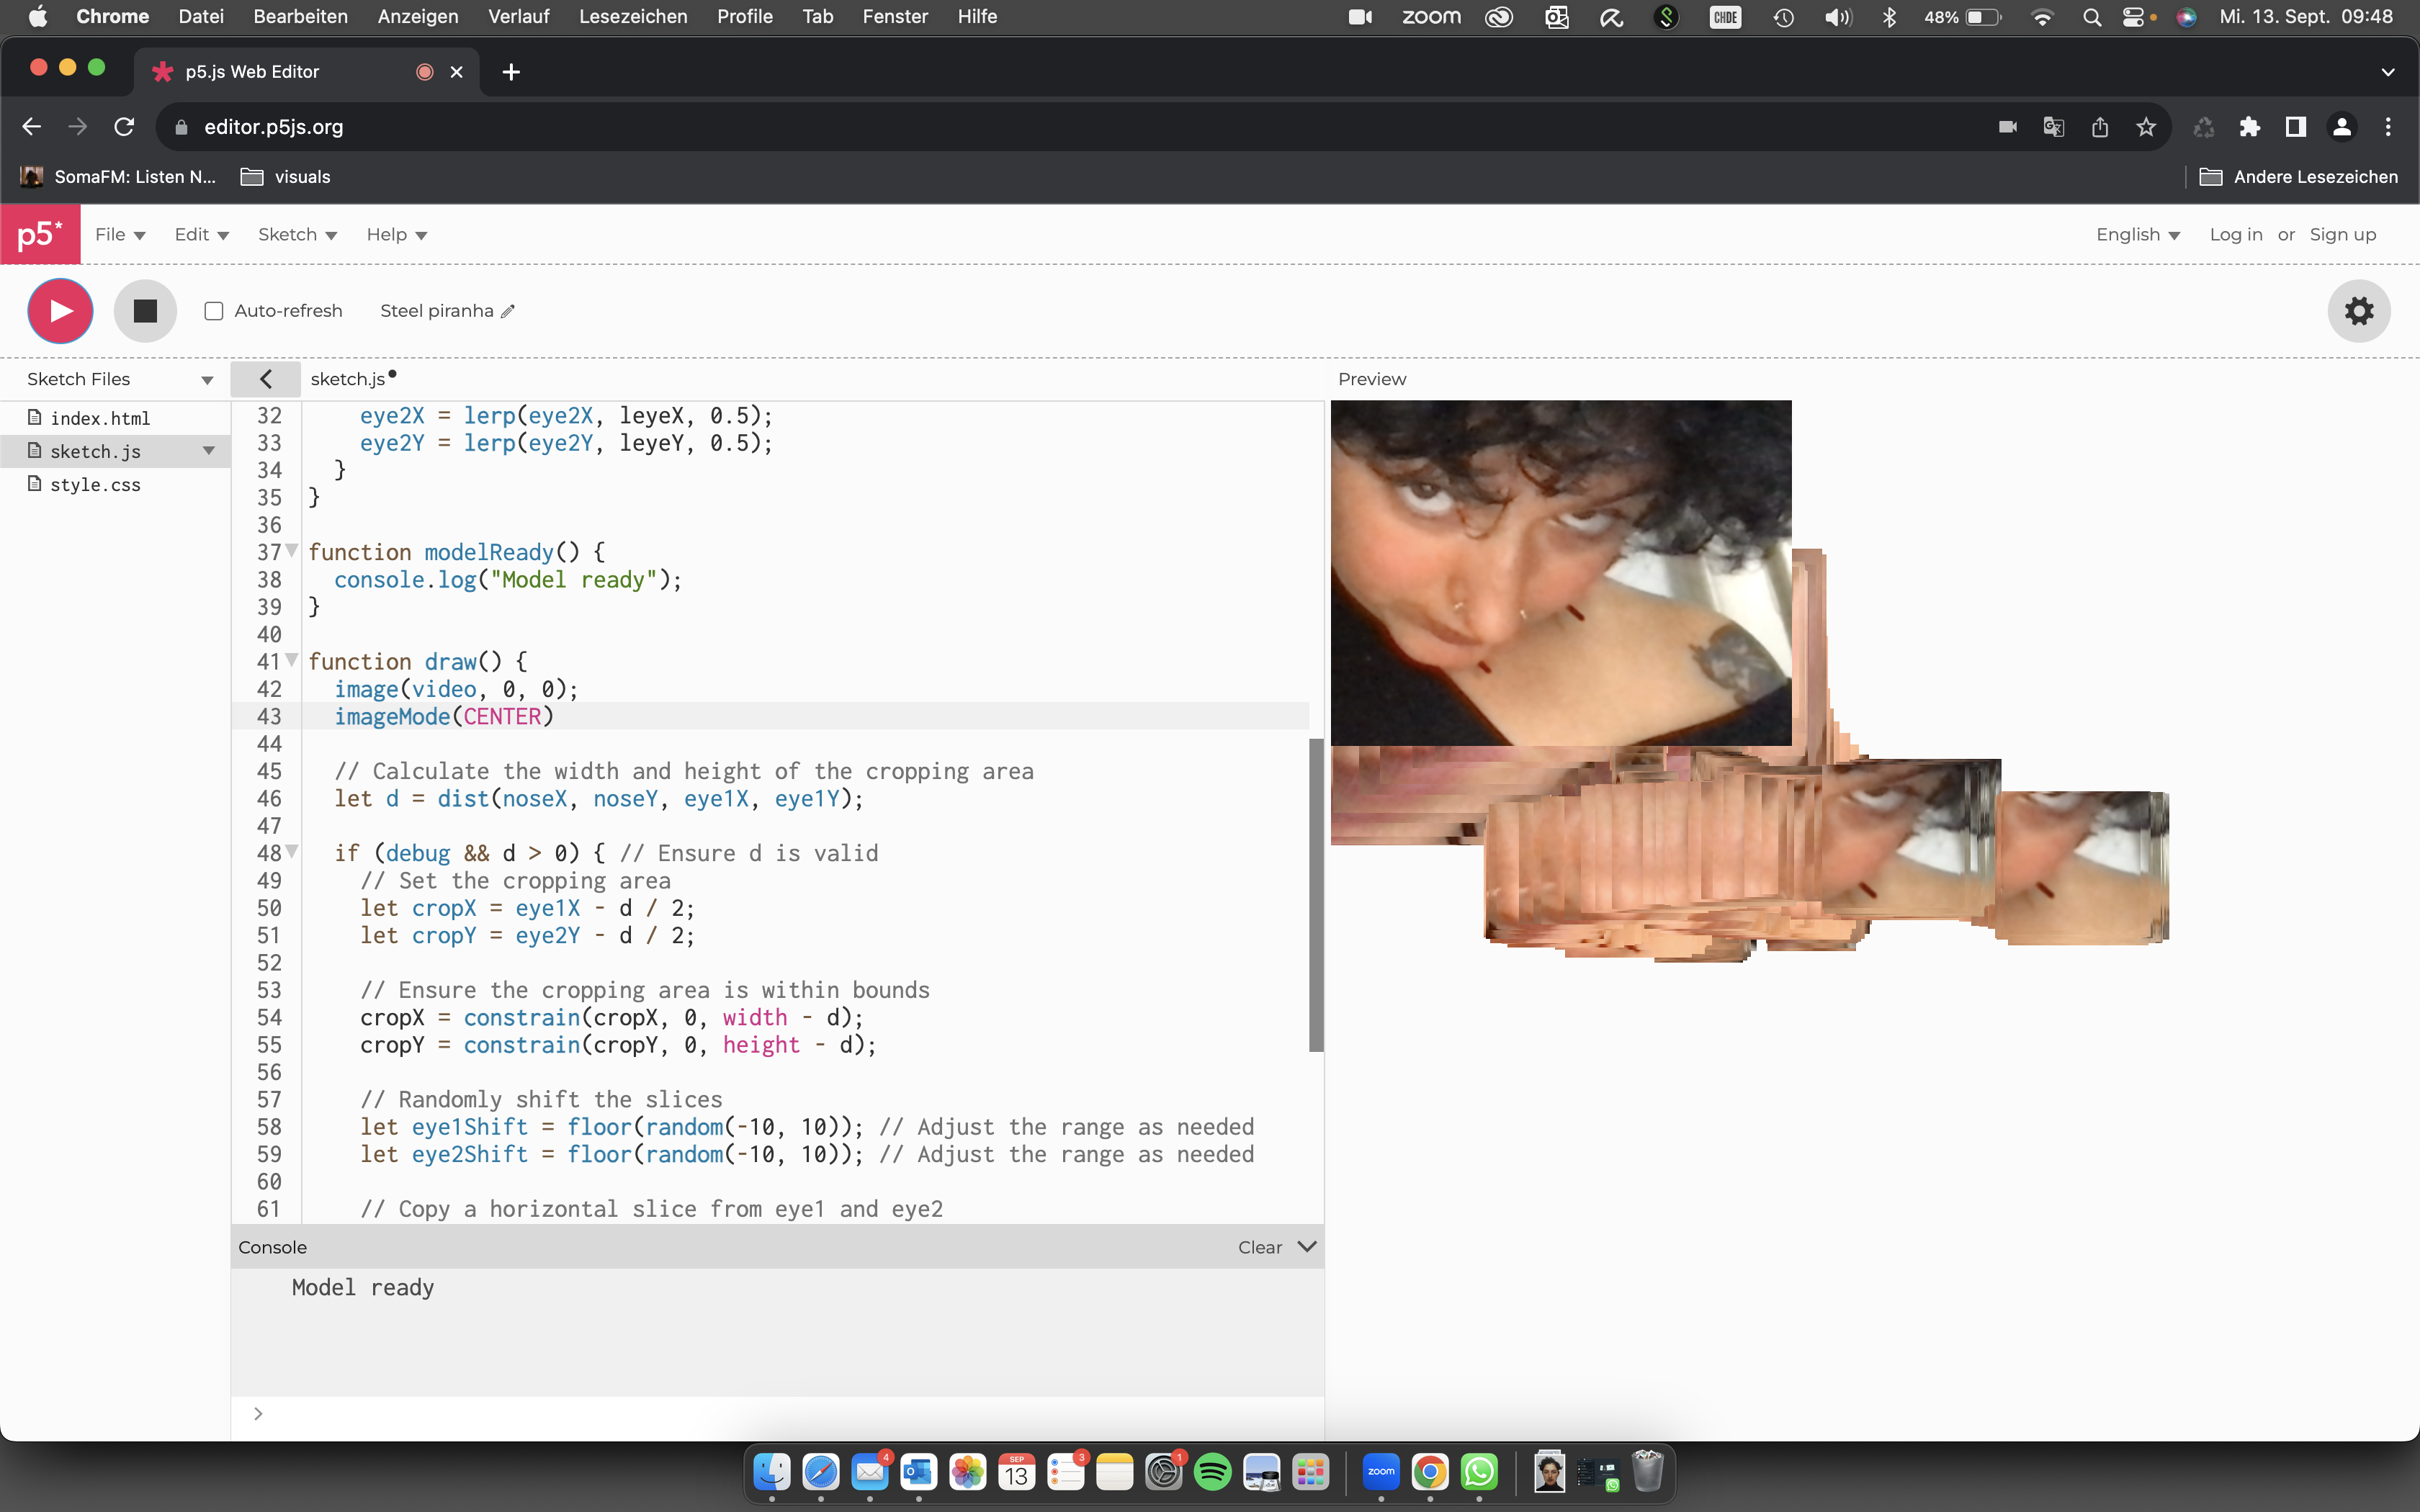 Chrome Datei Bearbeiten Anzeigen Verlauf Lesezeichen Profile Tab Fenster Hilfe zoom CHDE 48% Mi. 13. Sept. 09:48
p5.js Web Editor
editor.p5js.org
SomaFM: Listen N... visuals Andere Lesezeichen
p5* File Edit Sketch Help English Log in or Sign up
Auto-refresh Steel piranha
Sketch Files sketch.js Preview
index.html
sketch.js
style.css
32 eye2X = lerp(eye2X, leyeX, 0.5);
33 eye2Y = lerp(eye2Y, leyeY, 0.5);
34 }
35 }
36
37 function modelReady() {
38 console.log("Model ready");
39 }
40
41 function draw() {
42 image(video, 0, 0);
43 imageMode(CENTER)
44
45 // Calculate the width and height of the cropping area
46 let d = dist(noseX, noseY, eye1X, eye1Y);
47
48 if (debug && d > 0) { // Ensure d is valid
49 // Set the cropping area
50 let cropX = eye1X - d / 2;
51 let cropY = eye2Y - d / 2;
52
53 // Ensure the cropping area is within bounds
54 cropX = constrain(cropX, 0, width - d);
55 cropY = constrain(cropY, 0, height - d);
56
57 // Randomly shift the slices
58 let eye1Shift = floor(random(-10, 10)); // Adjust the range as needed
59 let eye2Shift = floor(random(-10, 10)); // Adjust the range as needed
60
61 // Copy a horizontal slice from eye1 and eye2
Console Clear
Model ready
>
4 SEP 13 3 1 zoom